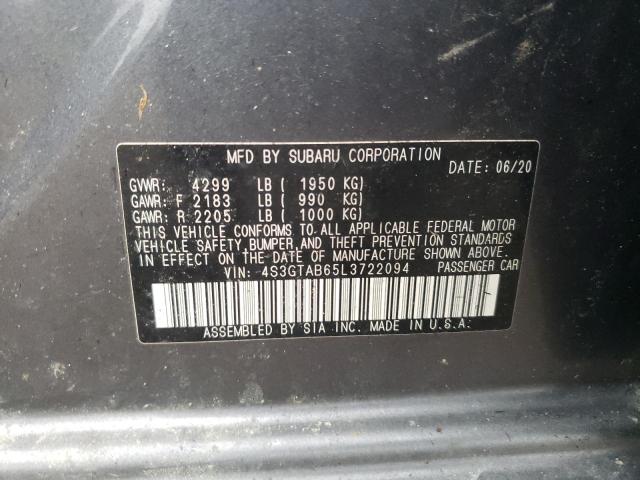 MFD BY SUBARU CORPORATION
DATE: 06/20
GVWR: 4299 LB ( 1950 KG)
GAWR: F 2183 LB ( 990 KG)
GAWR: R 2205 LB ( 1000 KG)
THIS VEHICLE CONFORMS TO ALL APPLICABLE FEDERAL MOTOR
VEHICLE SAFETY, BUMPER, AND THEFT PREVENTION STANDARDS
IN EFFECT ON THE DATE OF MANUFACTURE SHOWN ABOVE.
VIN: 4S3GTAB65L3722094 PASSENGER CAR
ASSEMBLED BY SIA INC. MADE IN U.S.A.